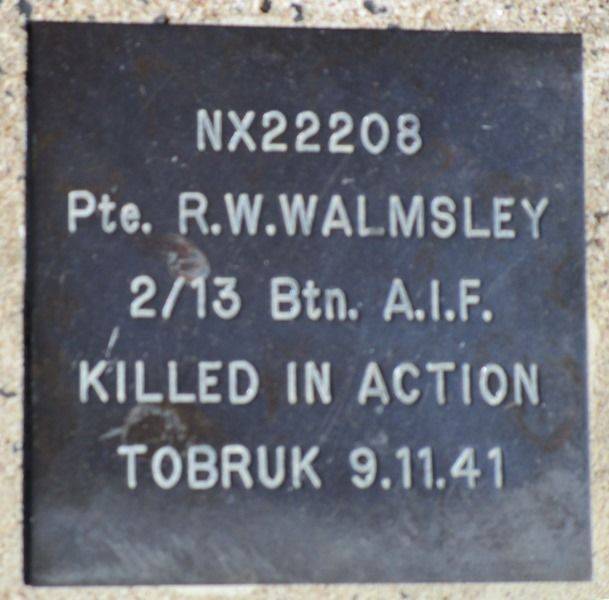 NX22208
Pte. R.W.WALMSLEY
2/13 Btn. A.I.F.
KILLED IN ACTION
TOBRUK 9.11.41